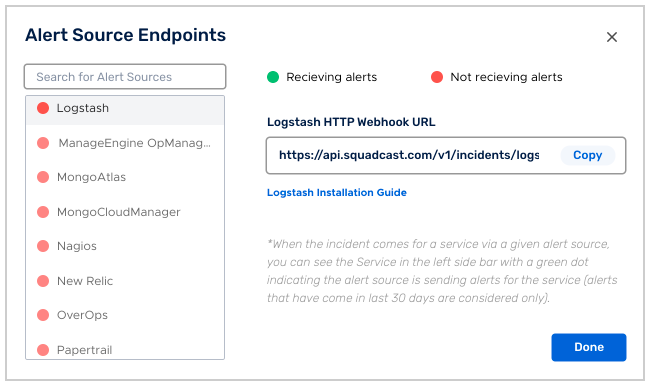 Alert Source Endpoints
Search for Alert Sources
Logstash
ManageEngine OpManag...
MongoAtlas
MongoCloudManager
Nagios
New Relic
OverOps
Papertrail
Recieving alerts
Not recieving alerts
Logstash HTTP Webhook URL
https://api.squadcast.com/v1/incidents/logs
Copy
Logstash Installation Guide
*When the incident comes for a service via a given alert source,
you can see the Service in the left side bar with a green dot
indicating the alert source is sending alerts for the service (alerts
that have come in last 30 days are considered only).
Done